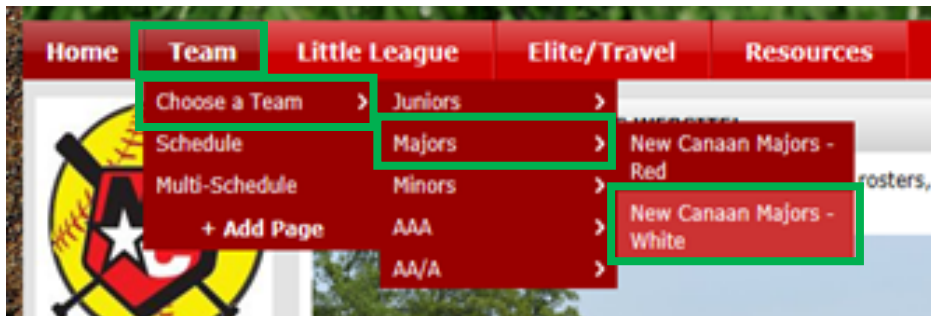 Home Team Little League Elite/Travel Resources
Choose a Team > Juniors >
Schedule Majors > New Canaan Majors -
Red
Multi-Schedule Minors > rosters,
+ Add Page AAA > New Canaan Majors -
White
AA/A >